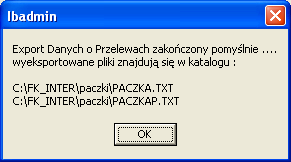 lbadmin
Export Danych o Przelewach zakończony pomyślnie ....
wyeksportowane pliki znajdują się w katalogu :
C:\FK_INTER\paczki\PACZKA.TXT
C:\FK_INTER\paczki\PACZKAP.TXT
OK